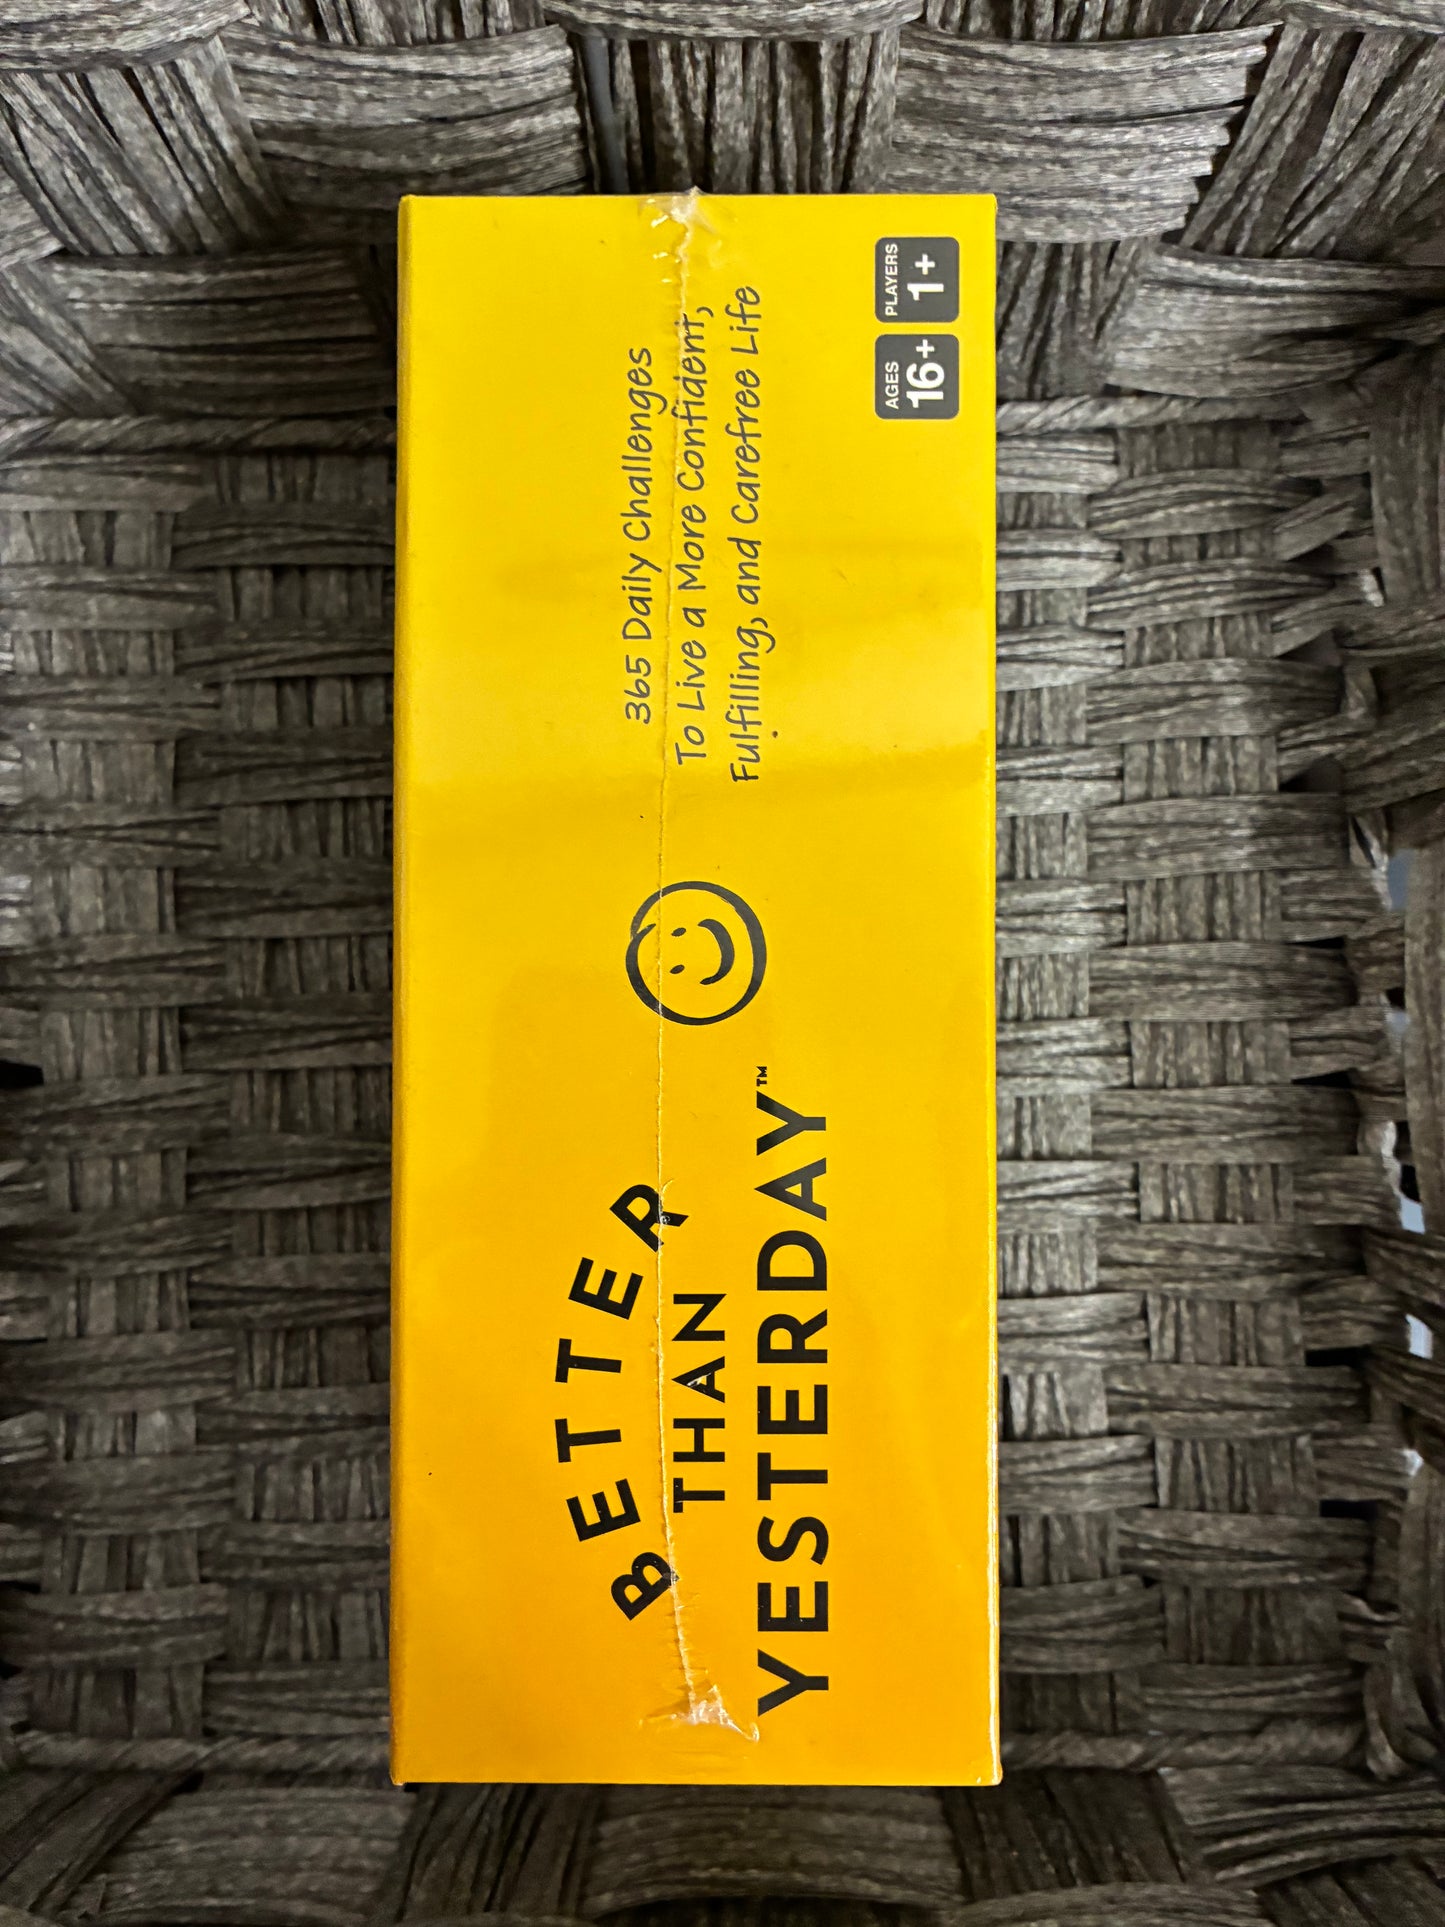 BETTER
THAN
YESTERDAY™
365 Daily Challenges
To Live a More Confident,
Fulfilling, and Carefree Life
AGES
16+
PLAYERS
1+